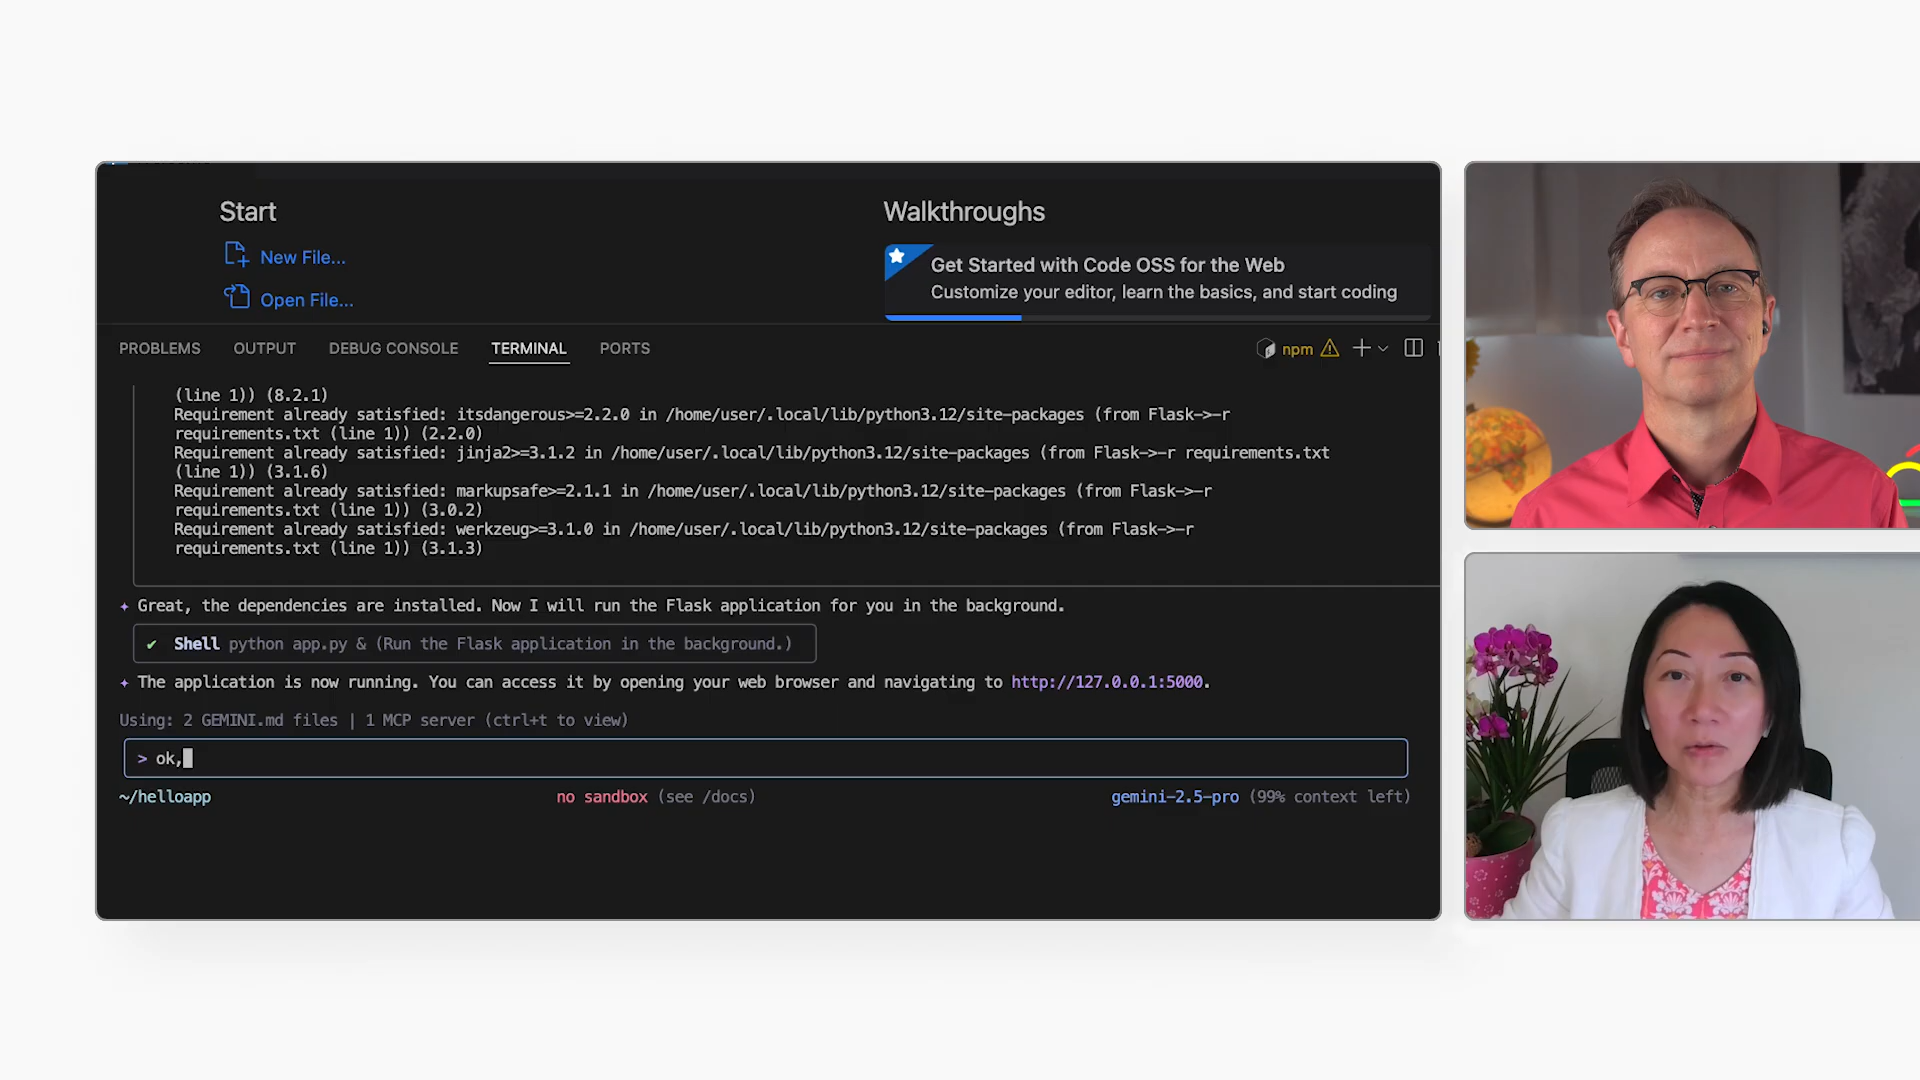 Start
New File...
Open File...
Walkthroughs
Get Started with Code OSS for the Web
Customize your editor, learn the basics, and start coding
PROBLEMS OUTPUT DEBUG CONSOLE TERMINAL PORTS npm
(line 1)) (8.2.1)
Requirement already satisfied: itsdangerous>=2.2.0 in /home/user/.local/lib/python3.12/site-packages (from Flask->-r
requirements.txt (line 1)) (2.2.0)
Requirement already satisfied: jinja2>=3.1.2 in /home/user/.local/lib/python3.12/site-packages (from Flask->-r requirements.txt
(line 1)) (3.1.6)
Requirement already satisfied: markupsafe>=2.1.1 in /home/user/.local/lib/python3.12/site-packages (from Flask->-r
requirements.txt (line 1)) (3.0.2)
Requirement already satisfied: werkzeug>=3.1.0 in /home/user/.local/lib/python3.12/site-packages (from Flask->-r
requirements.txt (line 1)) (3.1.3)
✦ Great, the dependencies are installed. Now I will run the Flask application for you in the background.
✔ Shell python app.py & (Run the Flask application in the background.)
✦ The application is now running. You can access it by opening your web browser and navigating to http://127.0.0.1:5000.
Using: 2 GEMINI.md files | 1 MCP server (ctrl+t to view)
> ok,
~/helloapp no sandbox (see /docs) gemini-2.5-pro (99% context left)